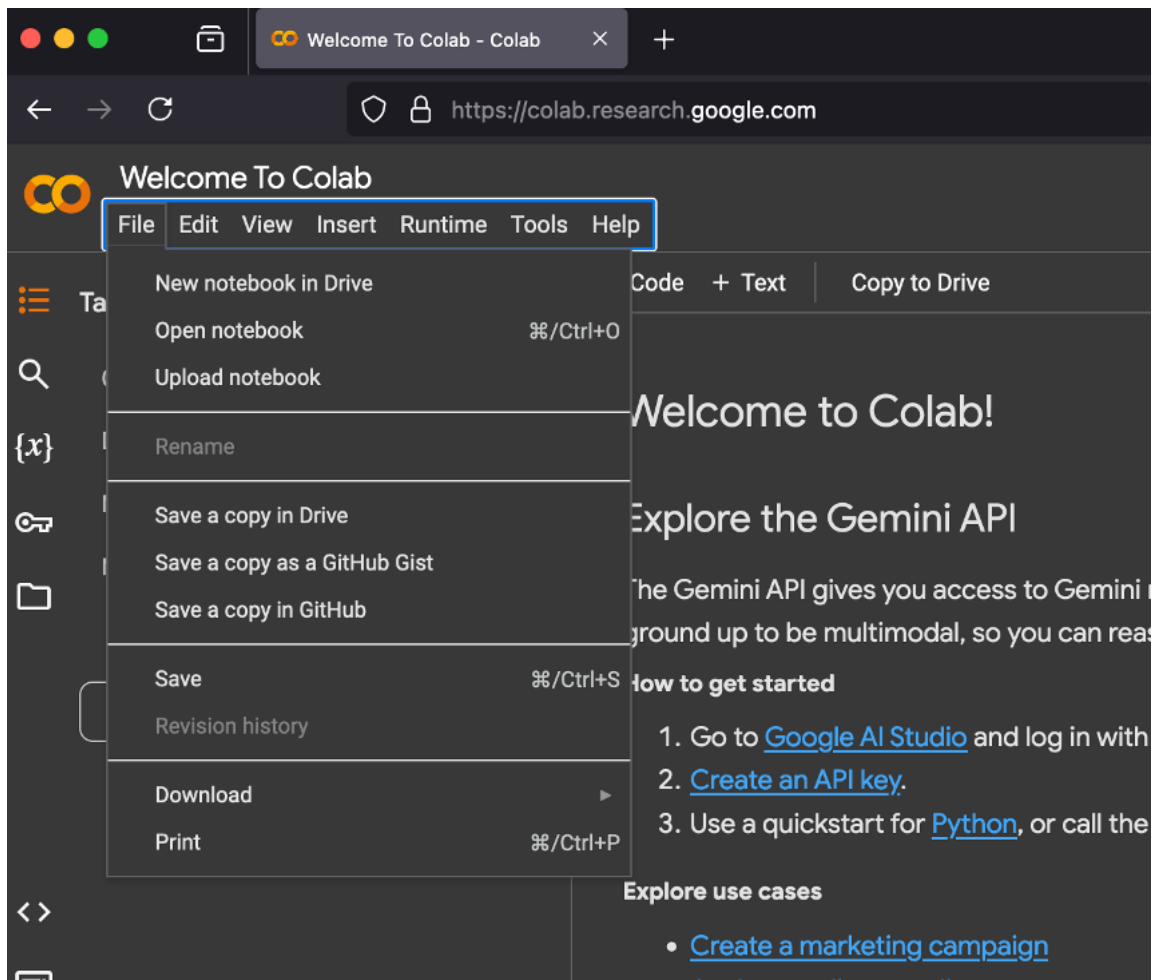 Welcome To Colab - Colab
https://colab.research.google.com
Welcome To Colab
File Edit View Insert Runtime Tools Help
New notebook in Drive
Open notebook ⌘/Ctrl+O
Upload notebook
Rename
Save a copy in Drive
Save a copy as a GitHub Gist
Save a copy in GitHub
Save ⌘/Ctrl+S
Revision history
Download
Print ⌘/Ctrl+P
Ta
{x}
Code + Text Copy to Drive
Welcome to Colab!
Explore the Gemini API
The Gemini API gives you access to Gemini
ground up to be multimodal, so you can reas
How to get started
1. Go to Google AI Studio and log in with
2. Create an API key.
3. Use a quickstart for Python, or call the
Explore use cases
• Create a marketing campaign